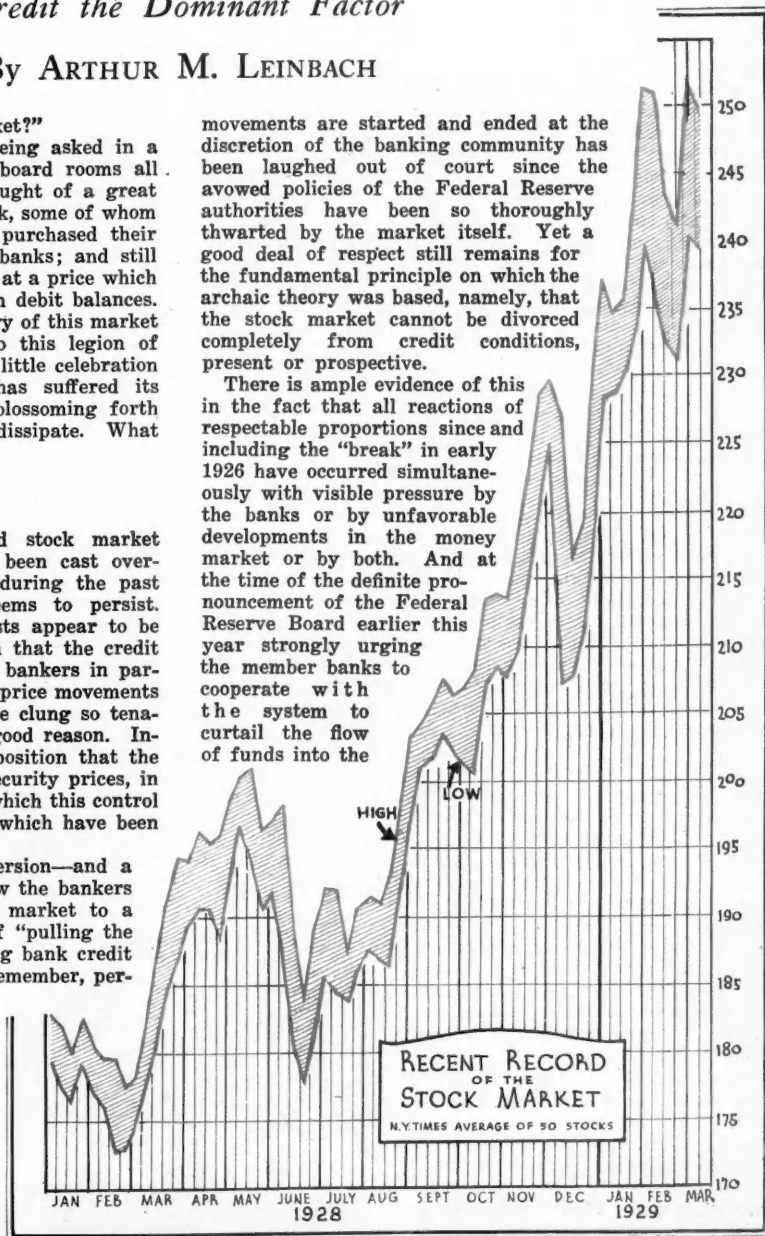 redit the Dominant Factor
By ARTHUR M. LEINBACH
ket?"
eing asked in a
board rooms all
ught of a great
k, some of whom
purchased their
banks; and still
at a price which
n debit balances.
ry of this market
o this legion of
little celebration
has suffered its
blossoming forth
dissipate. What
d stock market
been cast over-
during the past
eems to persist.
sts appear to be
n that the credit
bankers in par-
price movements
e clung so tena-
good reason. In-
position that the
ecurity prices, in
which this control
which have been
ersion—and a
w the bankers
market to a
f "pulling the
g bank credit
emember, per-
movements are started and ended at the
discretion of the banking community has
been laughed out of court since the
avowed policies of the Federal Reserve
authorities have been so thoroughly
thwarted by the market itself. Yet a
good deal of respect still remains for
the fundamental principle on which the
archaic theory was based, namely, that
the stock market cannot be divorced
completely from credit conditions,
present or prospective.
There is ample evidence of this
in the fact that all reactions of
respectable proportions since and
including the "break" in early
1926 have occurred simultane-
ously with visible pressure by
the banks or by unfavorable
developments in the money
market or by both. And at
the time of the definite pro-
nouncement of the Federal
Reserve Board earlier this
year strongly urging
the member banks to
cooperate with
the system to
curtail the flow
of funds into the
HIGH
LOW
250
245
240
235
230
225
220
215
210
205
200
195
190
185
180
175
170
RECENT RECORD
OF THE
STOCK MARKET
N.Y. TIMES AVERAGE OF 50 STOCKS
JAN FEB MAR APR MAY JUNE JULY AUG SEPT OCT NOV DEC JAN FEB MAR
1928 1929